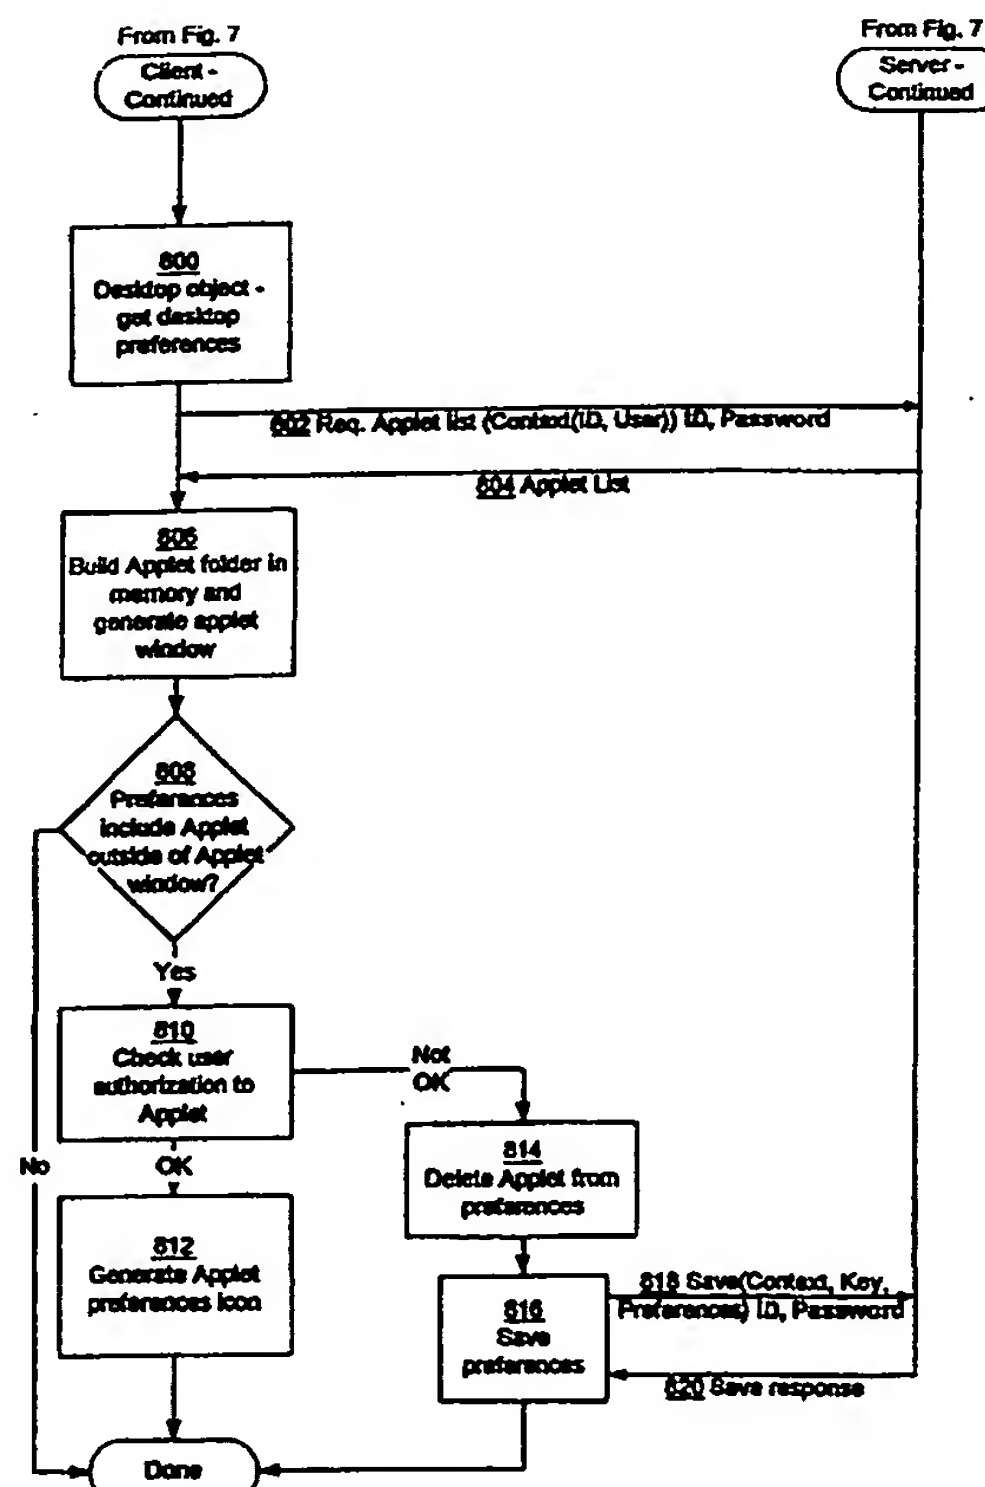 From Fig. 7
Client -
Continued
From Fig. 7
Server -
Continued
800
Desktop object -
get desktop
preferences
802 Req. Applet list (Context(ID, User)) ID, Password
804 Applet List
806
Build Applet folder in
memory and
generate applet
window
808
Preferences
include Applet
outside of Applet
window?
Yes
No
810
Check user
authorization to
Applet
Not
OK
OK
814
Delete Applet from
preferences
812
Generate Applet
preferences icon
816
Save
preferences
818 Save(Context, Key,
Preferences) ID, Password
820 Save response
Done